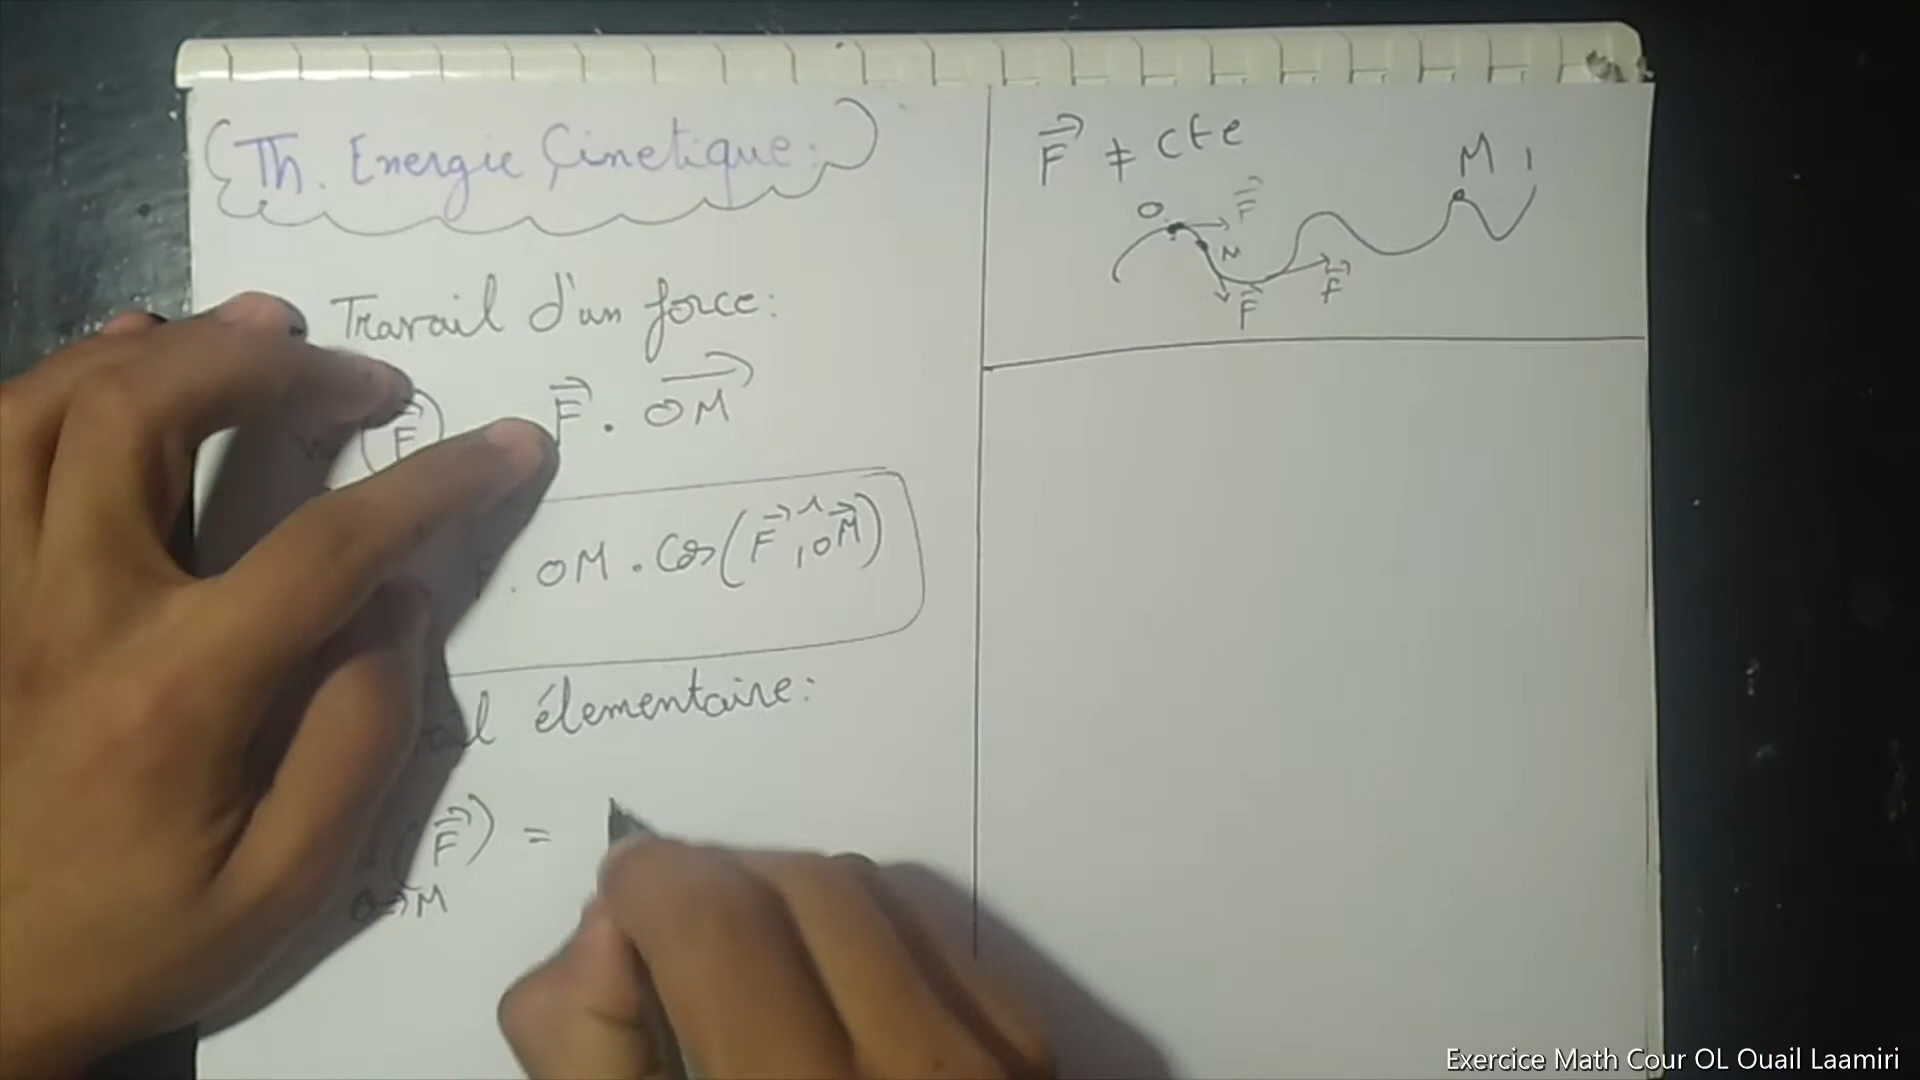 Th. Energie Cinetique:
Travail d'un force:
(F⃗) F⃗ . OM⃗
F . OM . Cos(F⃗, OM⃗)
élementaire:
(F⃗) =
O→M
F⃗ ≠ Cte
M
O F⃗
N
F⃗
F⃗
Exercice Math Cour OL Ouail Laamiri